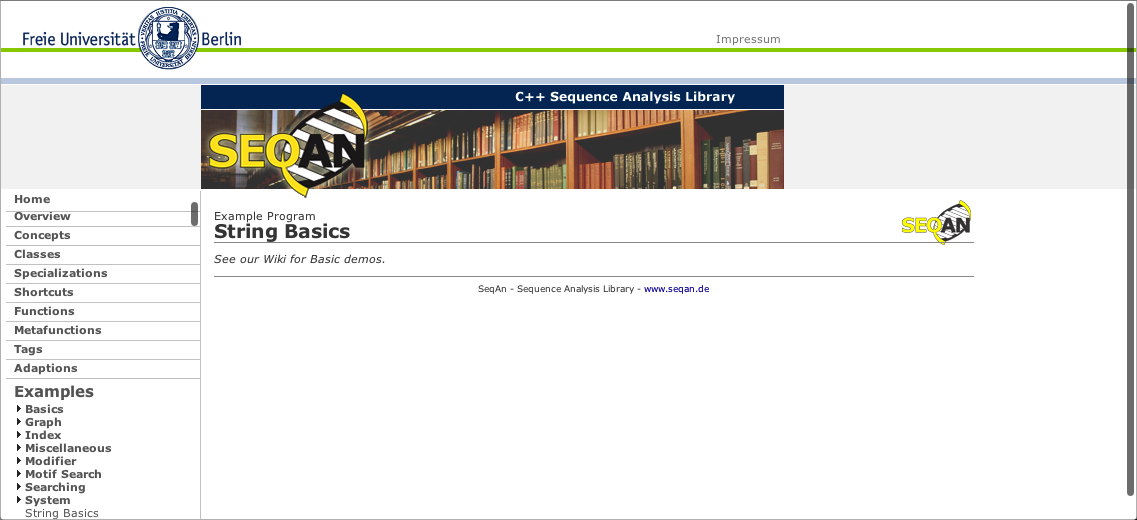 Freie Universität Berlin
Impressum
C++ Sequence Analysis Library
SEQAN
Home
Overview
Concepts
Classes
Specializations
Shortcuts
Functions
Metafunctions
Tags
Adaptions
Examples
Basics
Graph
Index
Miscellaneous
Modifier
Motif Search
Searching
System
String Basics
Example Program
String Basics
SEQAN
See our Wiki for Basic demos.
SeqAn - Sequence Analysis Library - www.seqan.de